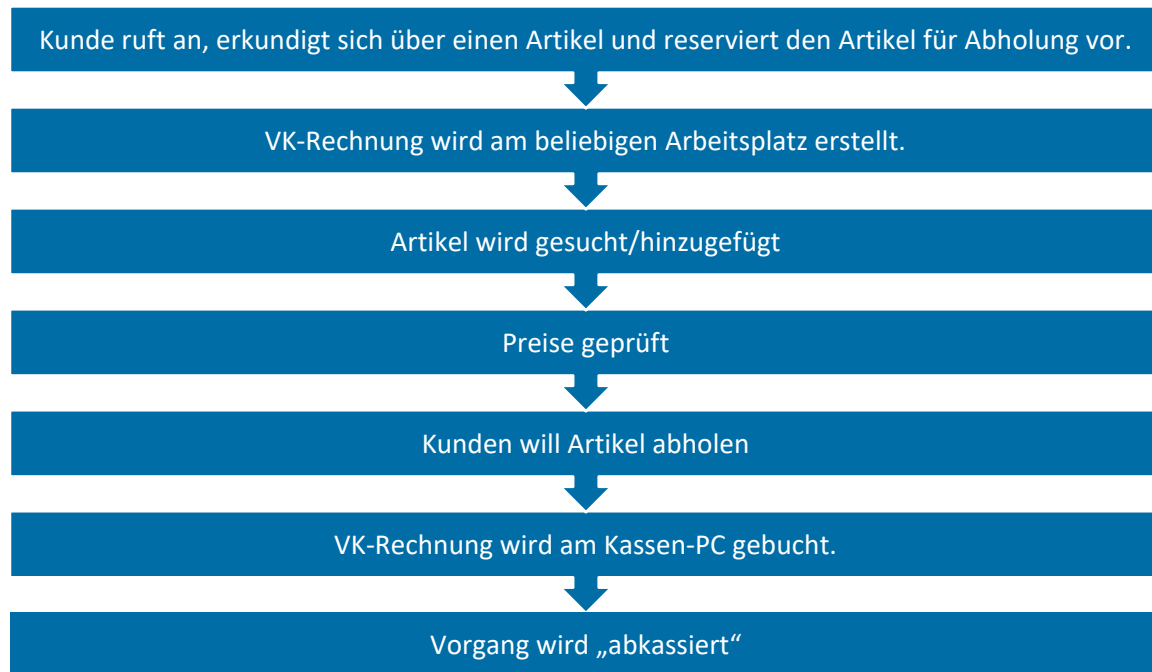 Kunde ruft an, erkundigt sich über einen Artikel und reserviert den Artikel für Abholung vor.
VK-Rechnung wird am beliebigen Arbeitsplatz erstellt.
Artikel wird gesucht/hinzugefügt
Preise geprüft
Kunden will Artikel abholen
VK-Rechnung wird am Kassen-PC gebucht.
Vorgang wird „abkassiert“